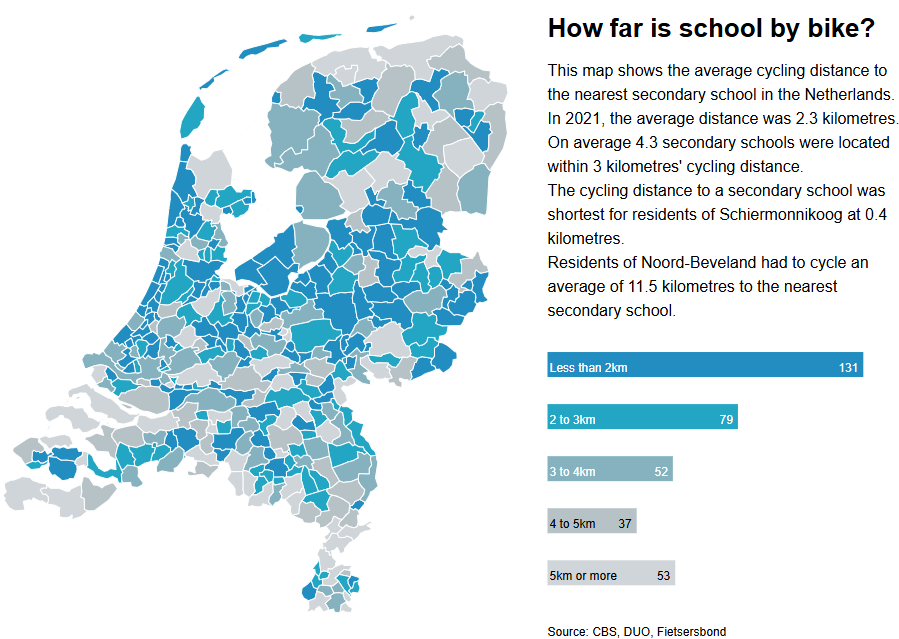 How far is school by bike?
This map shows the average cycling distance to
the nearest secondary school in the Netherlands.
In 2021, the average distance was 2.3 kilometres.
On average 4.3 secondary schools were located
within 3 kilometres' cycling distance.
The cycling distance to a secondary school was
shortest for residents of Schiermonnikoog at 0.4
kilometres.
Residents of Noord-Beveland had to cycle an
average of 11.5 kilometres to the nearest
secondary school.
Less than 2km 131
2 to 3km 79
3 to 4km 52
4 to 5km 37
5km or more 53
Source: CBS, DUO, Fietsersbond